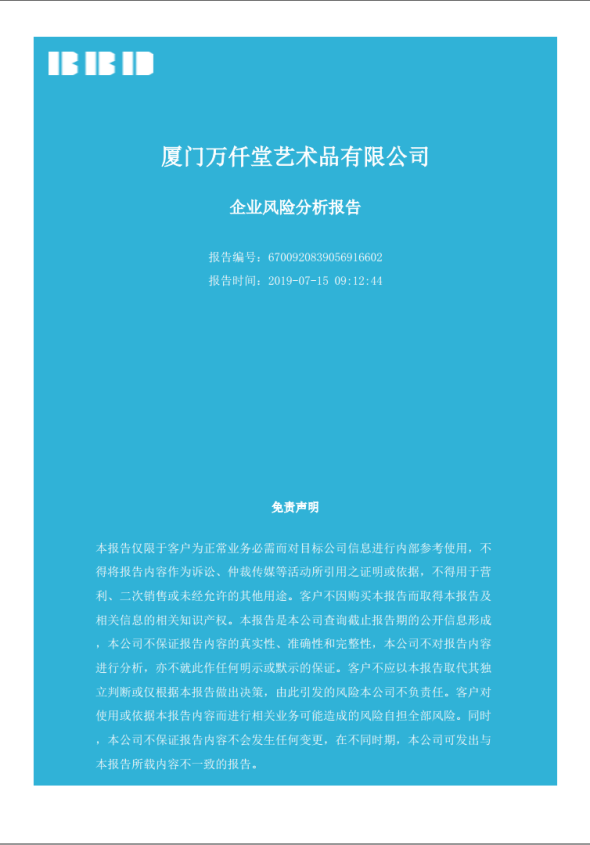 BBD
厦门万仟堂艺术品有限公司
企业风险分析报告
报告编号：6700920839056916602
报告时间：2019-07-15 09:12:44
免责声明
本报告仅限于客户为正常业务必需而对目标公司信息进行内部参考使用，不
得将报告内容作为诉讼、仲裁传媒等活动所引用之证明或依据，不得用于营
利、二次销售或未经允许的其他用途。客户不因购买本报告而取得本报告及
相关信息的相关知识产权。本报告是本公司查询截止报告期的公开信息形成
，本公司不保证报告内容的真实性、准确性和完整性，本公司不对报告内容
进行分析，亦不就此作任何明示或默示的保证。客户不应以本报告取代其独
立判断或仅根据本报告做出决策，由此引发的风险本公司不负责任。客户对
使用或依据本报告内容而进行相关业务可能造成的风险自担全部风险。同时
，本公司不保证报告内容不会发生任何变更，在不同时期，本公司可发出与
本报告所载内容不一致的报告。